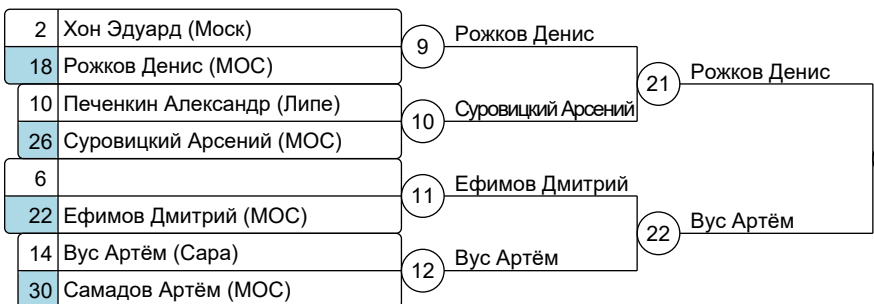 2 Хон Эдуард (Моск)
18 Рожков Денис (МОС)
10 Печенкин Александр (Липе)
26 Суровицкий Арсений (МОС)
6
22 Ефимов Дмитрий (МОС)
14 Вус Артём (Сара)
30 Самадов Артём (МОС)
9 Рожков Денис
10 Суровицкий Арсений
11 Ефимов Дмитрий
12 Вус Артём
21 Рожков Денис
22 Вус Артём